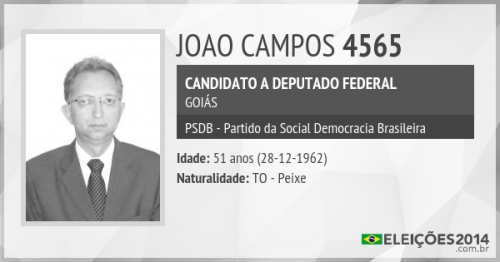 JOAO CAMPOS 4565
CANDIDATO A DEPUTADO FEDERAL
GOIÁS
PSDB - Partido da Social Democracia Brasileira
Idade: 51 anos (28-12-1962)
Naturalidade: TO - Peixe
ELEIÇÕES2014
.com.br